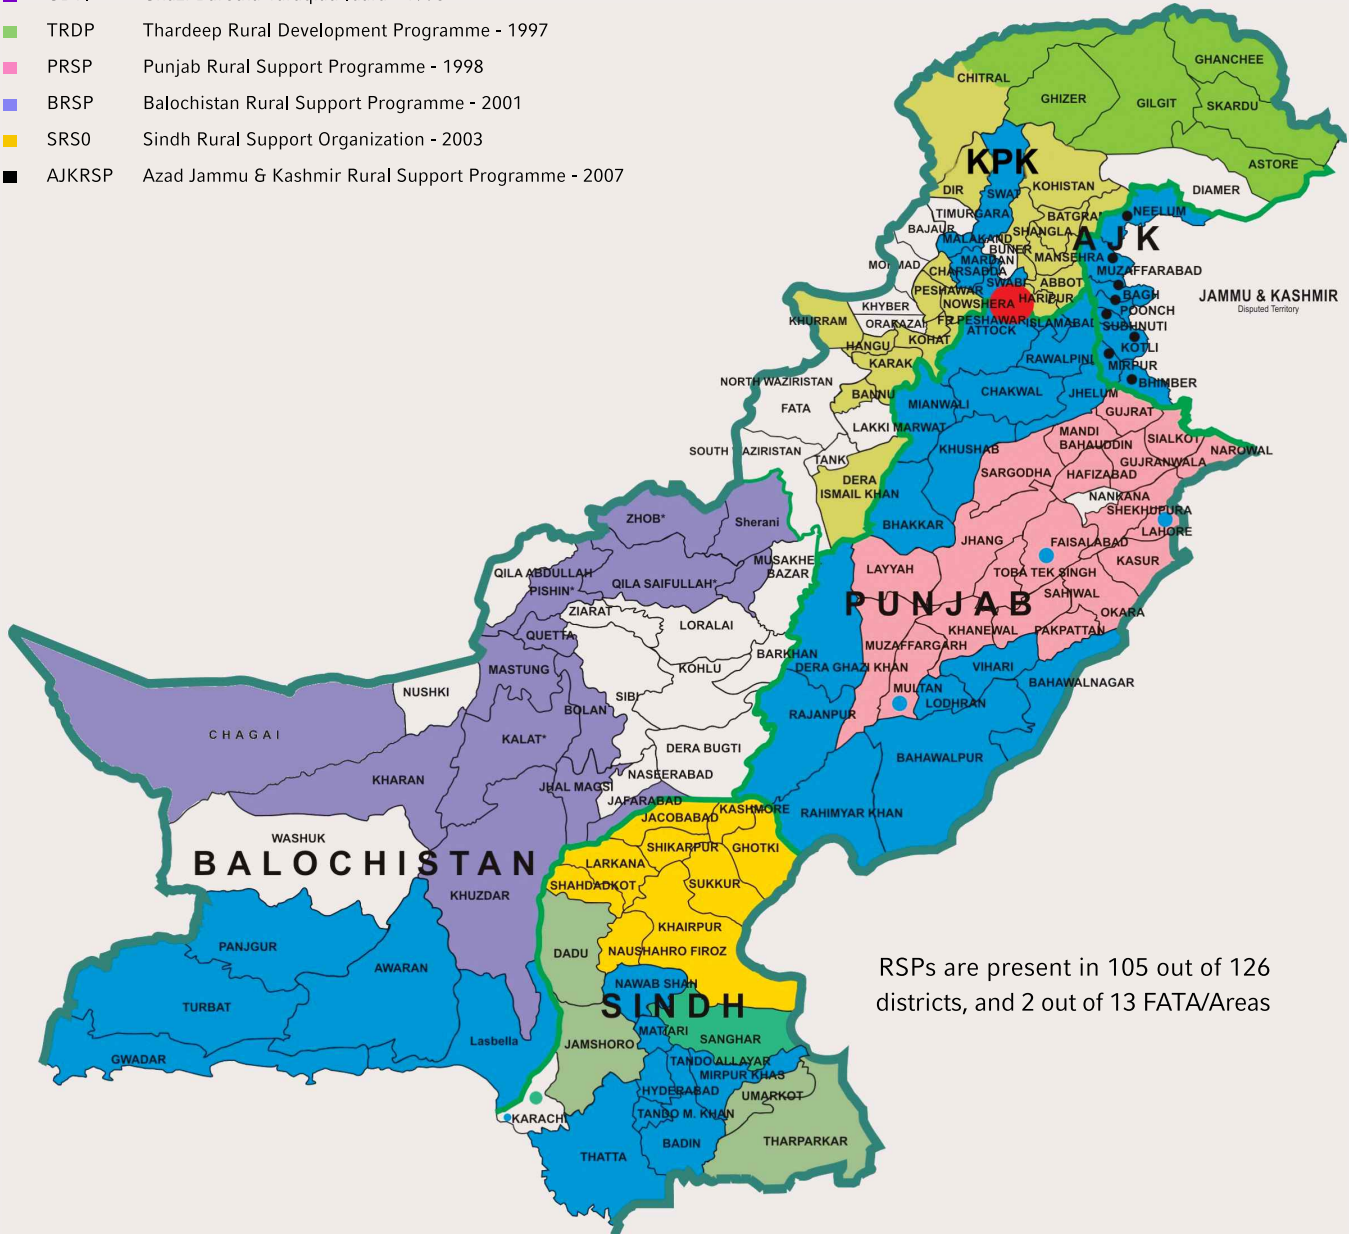 TRDP Thardeep Rural Development Programme - 1997
PRSP Punjab Rural Support Programme - 1998
BRSP Balochistan Rural Support Programme - 2001
SRS0 Sindh Rural Support Organization - 2003
AJKRSP Azad Jammu & Kashmir Rural Support Programme - 2007
GHANCHEE
CHITRAL
GHIZER
GILGIT
SKARDU
KPK
ASTORE
DIR
SWAT
KOHISTAN
DIAMER
TIMURGARA
BATGRAM
NEELUM
BAJAUR
MALAKAND
SHANGLA
AJK
BUNER
MOHMAD
MARDAN
MANSEHRA
CHARSADDA
MUZAFFARABAD
SWABI
ABBOT
PESHAWAR
NOWSHERA
HARIPUR
BAGH
JAMMU & KASHMIR
Disputed Territory
KHYBER
POONCH
KHURRAM
ORAKAZAI
FR.PESHAWAR
ISLAMABAD
SUDHNUTI
ATTOCK
HANGU
KOHAT
KOTLI
KARAK
RAWALPINDI
MIRPUR
NORTH WAZIRISTAN
BHIMBER
BANNU
CHAKWAL
JHELUM
FATA
MIANWALI
GUJRAT
LAKKI MARWAT
MANDI
BAHAUDDIN
SIALKOT
SOUTH WAZIRISTAN
TANK
KHUSHAB
NAROWAL
GUJRANWALA
SARGODHA
HAFIZABAD
DERA
ISMAIL KHAN
NANKANA
SHEKHUPURA
ZHOB*
Sherani
BHAKKAR
LAHORE
JHANG
FAISALABAD
MUSAKHE
BAZAR
KASUR
QILA ABDULLAH
LAYYAH
TOBA TEK SINGH
PISHIN*
QILA SAIFULLAH*
SAHIWAL
PUNJAB
ZIARAT
OKARA
LORALAI
QUETTA
KHANEWAL
PAKPATTAN
MUZAFFARGARH
BARKHAN
MASTUNG
KOHLU
DERA GHAZI KHAN
VIHARI
BAHAWALNAGAR
NUSHKI
SIBI
MULTAN
LODHRAN
BOLAN
RAJANPUR
CHAGAI
KALAT*
DERA BUGTI
BAHAWALPUR
KHARAN
NASEERABAD
JHAL MAGSI
JAFARABAD
KASHMORE
RAHIMYAR KHAN
JACOBABAD
WASHUK
SHIKARPUR
GHOTKI
BALOCHISTAN
LARKANA
SHAHDADKOT
SUKKUR
KHUZDAR
KHAIRPUR
PANJGUR
DADU
NAUSHAHRO FIROZ
AWARAN
RSPs are present in 105 out of 126
districts, and 2 out of 13 FATA/Areas
NAWAB SHAH
TURBAT
SINDH
MATIARI
SANGHAR
Lasbella
JAMSHORO
GWADAR
TANDO ALLAYAR
MIRPUR KHAS
HYDERABAD
UMARKOT
KARACHI
TANDO M. KHAN
BADIN
THARPARKAR
THATTA